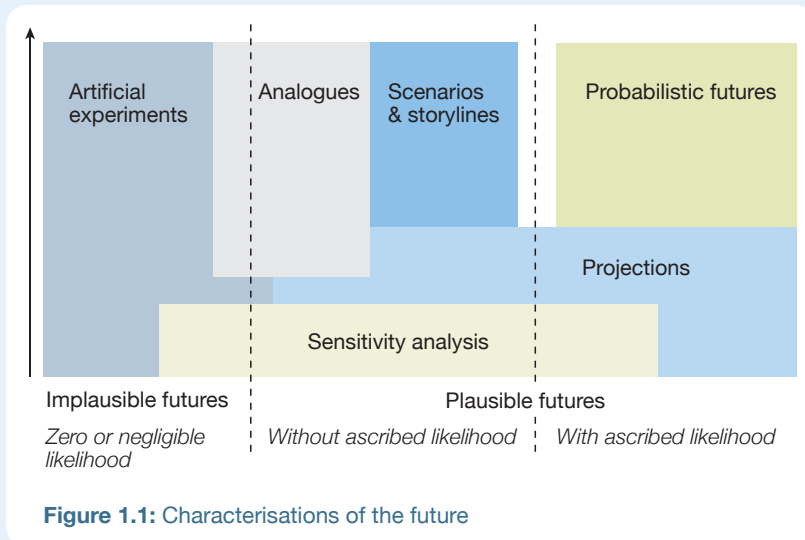 Artificial
experiments
Analogues
Scenarios
& storylines
Probabilistic futures
Projections
Sensitivity analysis
Implausible futures
Plausible futures
Zero or negligible
likelihood
Without ascribed likelihood
With ascribed likelihood
Figure 1.1: Characterisations of the future